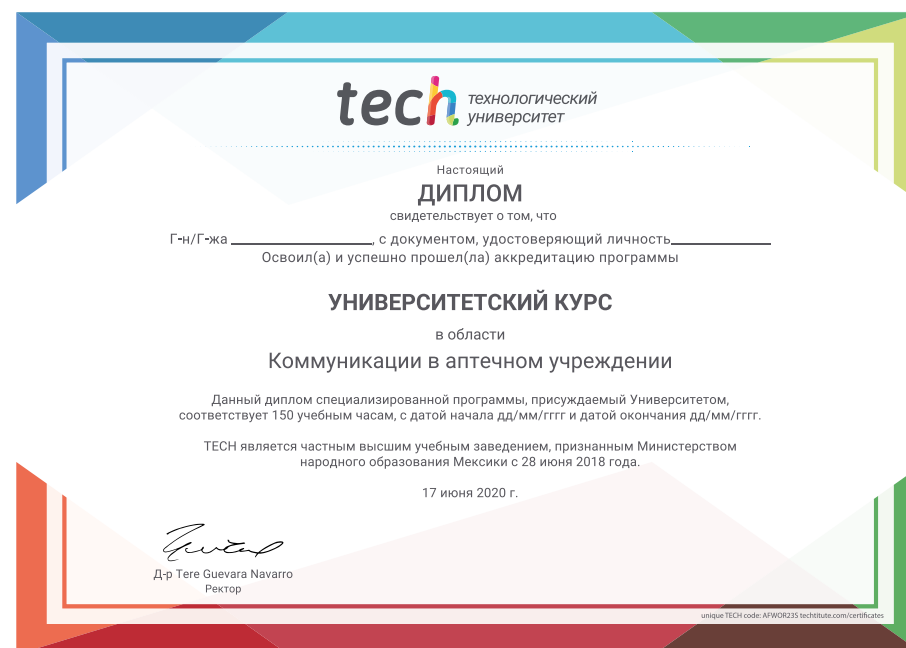 tech технологический
университет
Настоящий
ДИПЛОМ
свидетельствует о том, что
Г-н/Г-жа ____________________, с документом, удостоверяющий личность______________
Освоил(а) и успешно прошел(ла) аккредитацию программы
УНИВЕРСИТЕТСКИЙ КУРС
в области
Коммуникации в аптечном учреждении
Данный диплом специализированной программы, присуждаемый Университетом,
соответствует 150 учебным часам, с датой начала дд/мм/гггг и датой окончания дд/мм/гггг.
TECH является частным высшим учебным заведением, признанным Министерством
народного образования Мексики с 28 июня 2018 года.
17 июня 2020 г.
Д-р Tere Guevara Navarro
Ректор
unique TECH code: AFWOR23S techtitute.com/certificates